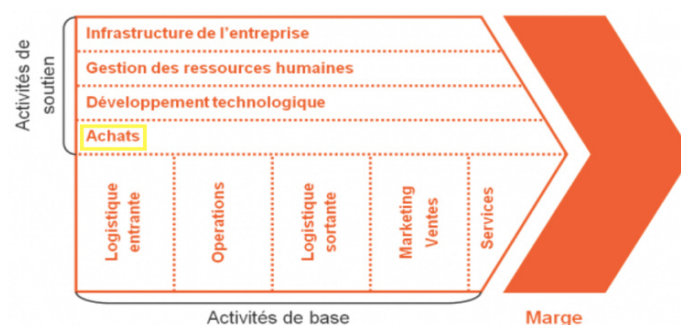 Activités de
soutien
Infrastructure de l'entreprise
Gestion des ressources humaines
Développement technologique
Achats
Logistique
entrante
Operations
Logistique
sortante
Marketing
Ventes
Services
Activités de base
Marge